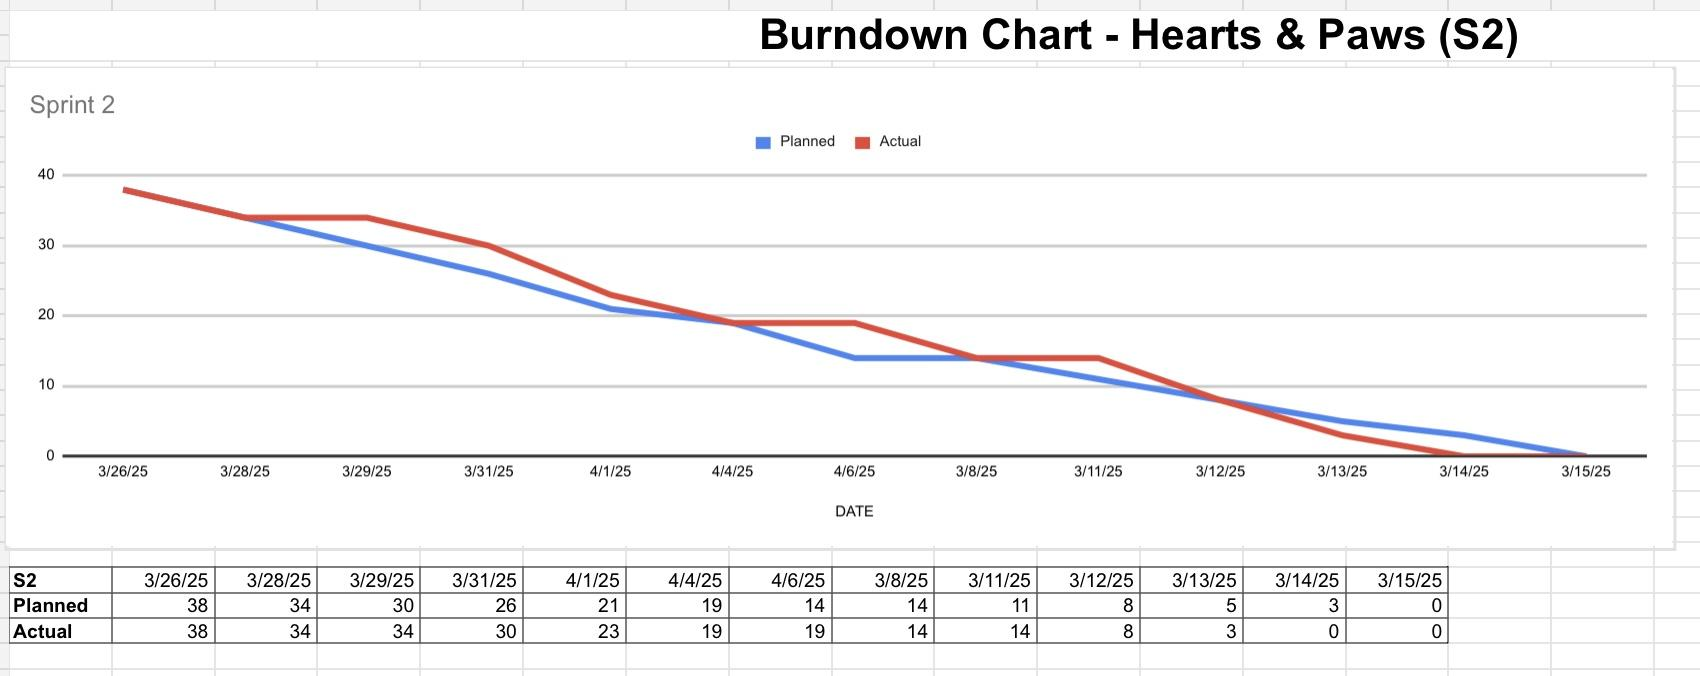 Burndown Chart - Hearts & Paws (S2)
Sprint 2
Planned Actual
40
30
20
10
0
3/26/25 3/28/25 3/29/25 3/31/25 4/1/25 4/4/25 4/6/25 3/8/25 3/11/25 3/12/25 3/13/25 3/14/25 3/15/25
DATE
S2 3/26/25 3/28/25 3/29/25 3/31/25 4/1/25 4/4/25 4/6/25 3/8/25 3/11/25 3/12/25 3/13/25 3/14/25 3/15/25
Planned 38 34 30 26 21 19 14 14 11 8 5 3 0
Actual 38 34 34 30 23 19 19 14 14 8 3 0 0